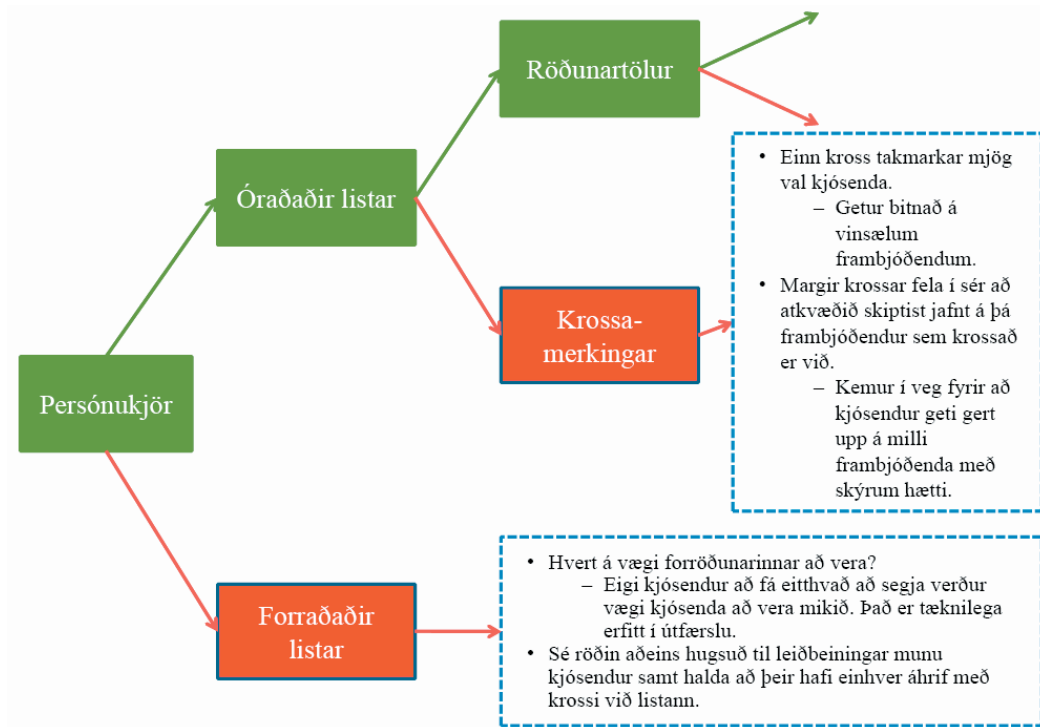 Röðunartölur
Óraðaðir listar
Krossa-
merkingar
Persónukjör
Forraðaðir
listar
• Einn kross takmarkar mjög
val kjósenda.
– Getur bitnað á
vinsælum
frambjóðendum.
• Margir krossar fela í sér að
atkvæðið skiptist jafnt á þá
frambjóðendur sem krossað
er við.
– Kemur í veg fyrir að
kjósendur geti gert
upp á milli
frambjóðenda með
skýrum hætti.
• Hvert á vægi forröðunarinnar að vera?
– Eigi kjósendur að fá eitthvað að segja verður
vægi kjósenda að vera mikið. Það er tæknilega
erfitt í útfærslu.
• Sé röðin aðeins hugsuð til leiðbeiningar munu
kjósendur samt halda að þeir hafi einhver áhrif með
krossi við listann.